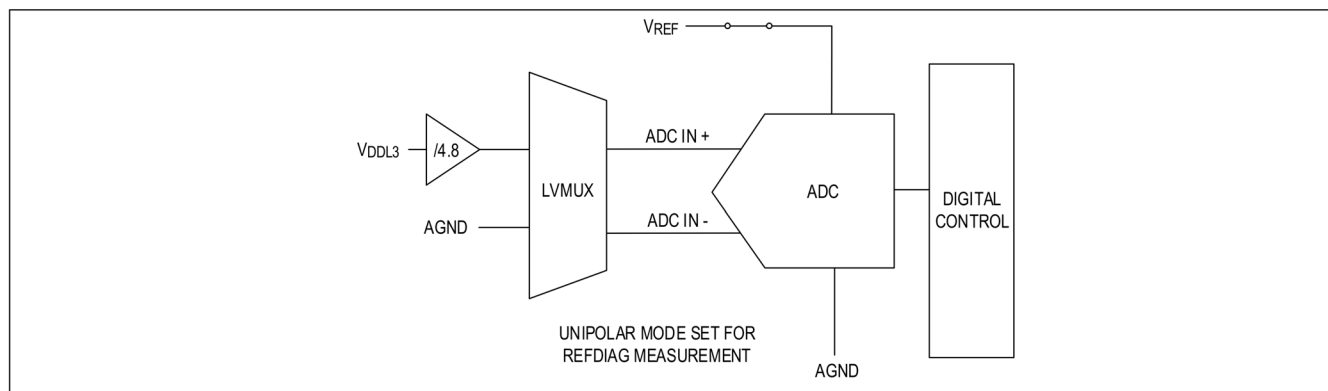 VREF
ADC IN +
VDDL3
/4.8
LVMUX
ADC
AGND
ADC IN -
DIGITAL
CONTROL
UNIPOLAR MODE SET FOR
REFDIAG MEASUREMENT
AGND